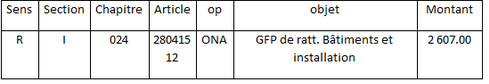 Sens Section Chapitre Article op objet Montant
R I 024 280415 ONA GFP de ratt. Bâtiments et 2 607.00
12 installation